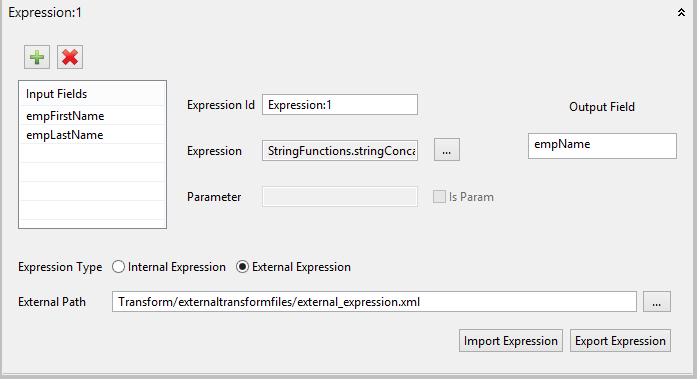 Expression:1
Input Fields
empFirstName
empLastName
Expression Id
Expression:1
Output Field
Expression
StringFunctions.stringConca
...
empName
Parameter
Is Param
Expression Type
Internal Expression
External Expression
External Path
Transform/externaltransformfiles/external_expression.xml
...
Import Expression
Export Expression